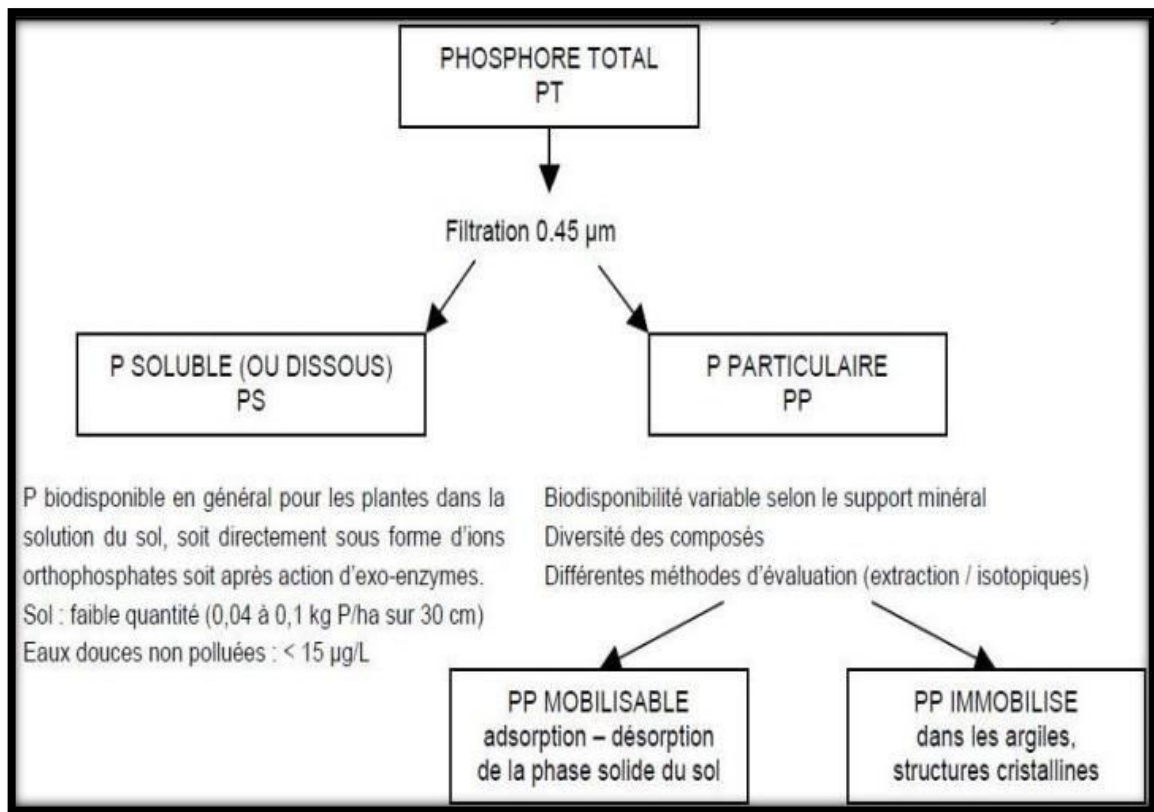 PHOSPHORE TOTAL
PT
Filtration 0.45 µm
P SOLUBLE (OU DISSOUS)
PS
P PARTICULAIRE
PP
P biodisponible en général pour les plantes dans la
solution du sol, soit directement sous forme d'ions
orthophosphates soit après action d'exo-enzymes.
Sol : faible quantité (0,04 à 0,1 kg P/ha sur 30 cm)
Eaux douces non polluées : < 15 µg/L
Biodisponibilité variable selon le support minéral
Diversité des composés
Différentes méthodes d'évaluation (extraction / isotopiques)
PP MOBILISABLE
adsorption – désorption
de la phase solide du sol
PP IMMOBILISE
dans les argiles,
structures cristallines